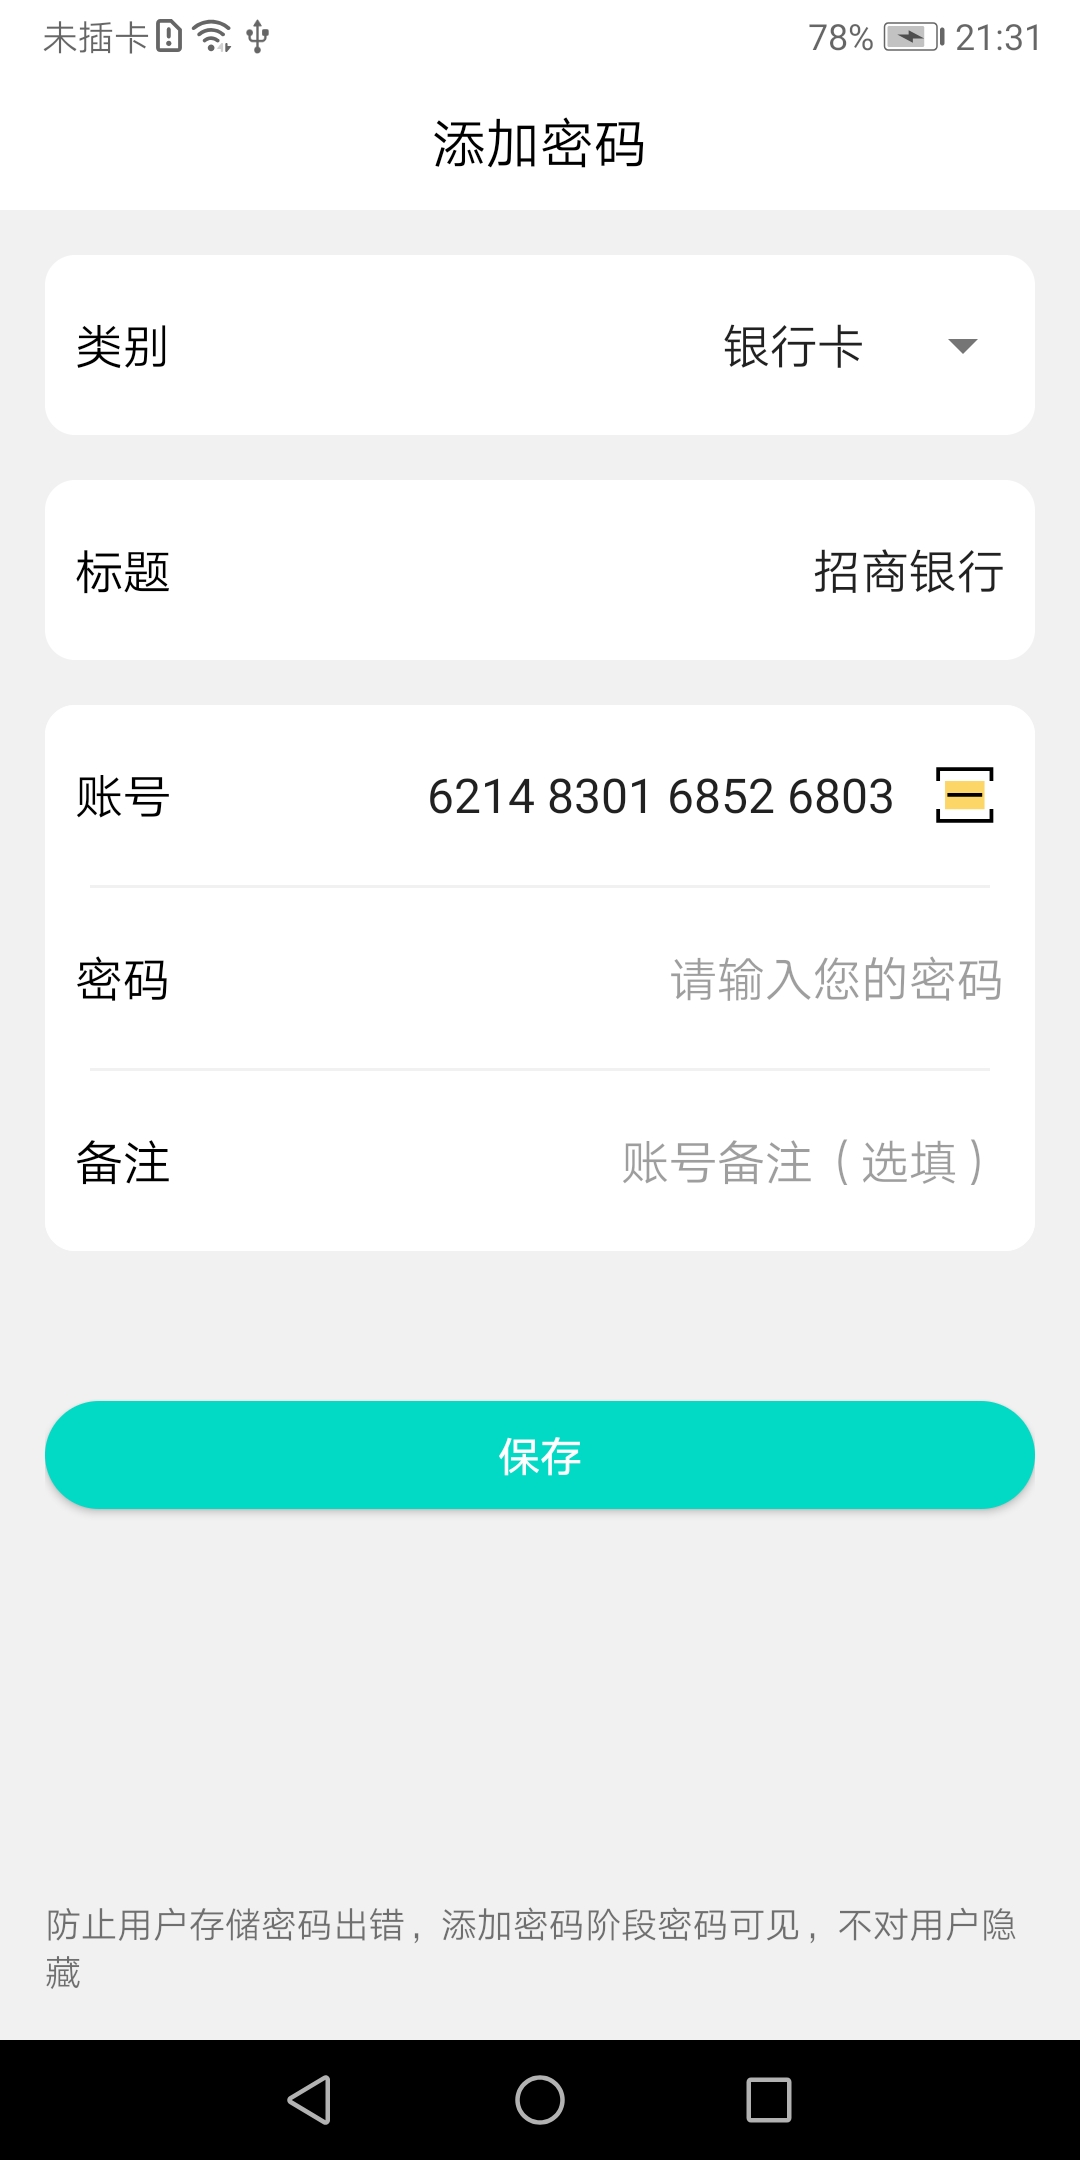 未插卡 78% 21:31
添加密码
类别 银行卡
标题 招商银行
账号 6214 8301 6852 6803
密码 请输入您的密码
备注 账号备注（选填）
保存
防止用户存储密码出错，添加密码阶段密码可见，不对用户隐
藏